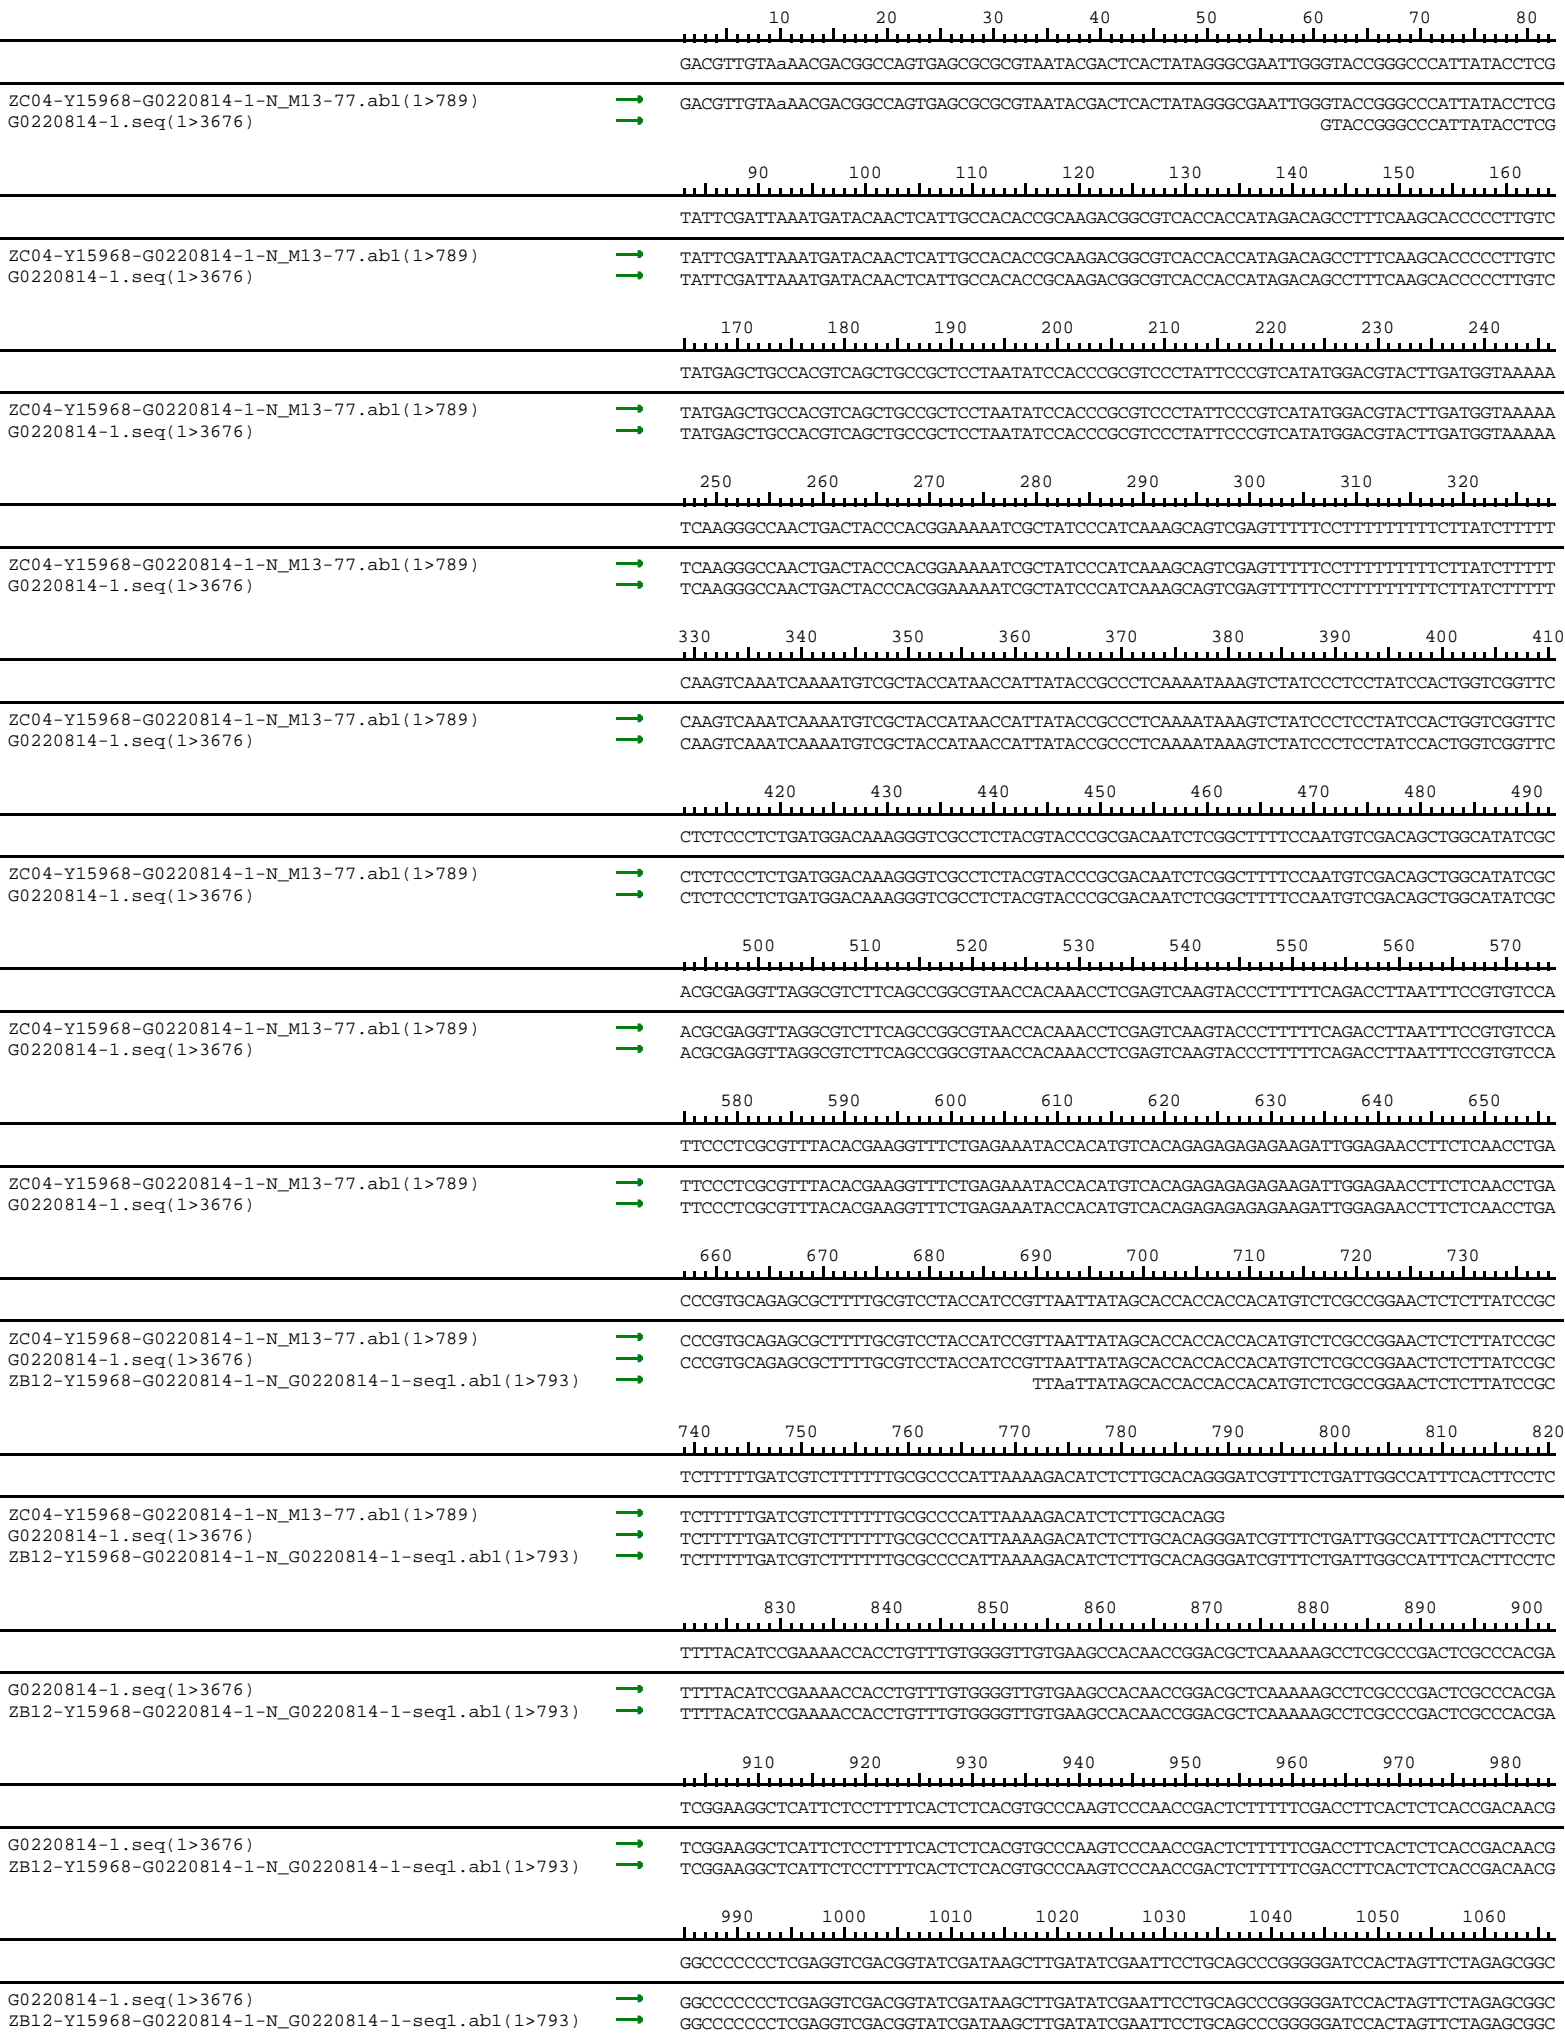 10 20 30 40 50 60 70 80
GACGTTGTAaAACGACGGCCAGTGAGCGCGCGTAATACGACTCACTATAGGGCGAATTGGGTACCGGGCCCATTATACCTCG
ZC04-Y15968-G0220814-1-N_M13-77.ab1(1>789) GACGTTGTAaAACGACGGCCAGTGAGCGCGCGTAATACGACTCACTATAGGGCGAATTGGGTACCGGGCCCATTATACCTCG
G0220814-1.seq(1>3676) GTACCGGGCCCATTATACCTCG
90 100 110 120 130 140 150 160
TATTCGATTAAATGATACAACTCATTGCCACACCGCAAGACGGCGTCACCACCATAGACAGCCTTTCAAGCACCCCCTTGTC
ZC04-Y15968-G0220814-1-N_M13-77.ab1(1>789) TATTCGATTAAATGATACAACTCATTGCCACACCGCAAGACGGCGTCACCACCATAGACAGCCTTTCAAGCACCCCCTTGTC
G0220814-1.seq(1>3676) TATTCGATTAAATGATACAACTCATTGCCACACCGCAAGACGGCGTCACCACCATAGACAGCCTTTCAAGCACCCCCTTGTC
170 180 190 200 210 220 230 240
TATGAGCTGCCACGTCAGCTGCCGCTCCTAATATCCACCCGCGTCCCTATTCCCGTCATATGGACGTACTTGATGGTAAAAA
ZC04-Y15968-G0220814-1-N_M13-77.ab1(1>789) TATGAGCTGCCACGTCAGCTGCCGCTCCTAATATCCACCCGCGTCCCTATTCCCGTCATATGGACGTACTTGATGGTAAAAA
G0220814-1.seq(1>3676) TATGAGCTGCCACGTCAGCTGCCGCTCCTAATATCCACCCGCGTCCCTATTCCCGTCATATGGACGTACTTGATGGTAAAAA
250 260 270 280 290 300 310 320
TCAAGGGCCAACTGACTACCCACGGAAAAATCGCTATCCCATCAAAGCAGTCGAGTTTTTCCTTTTTTTTTCTTATCTTTTT
ZC04-Y15968-G0220814-1-N_M13-77.ab1(1>789) TCAAGGGCCAACTGACTACCCACGGAAAAATCGCTATCCCATCAAAGCAGTCGAGTTTTTCCTTTTTTTTTCTTATCTTTTT
G0220814-1.seq(1>3676) TCAAGGGCCAACTGACTACCCACGGAAAAATCGCTATCCCATCAAAGCAGTCGAGTTTTTCCTTTTTTTTTCTTATCTTTTT
330 340 350 360 370 380 390 400 410
CAAGTCAAATCAAAATGTCGCTACCATAACCATTATACCGCCCTCAAAATAAAGTCTATCCCTCCTATCCACTGGTCGGTTC
ZC04-Y15968-G0220814-1-N_M13-77.ab1(1>789) CAAGTCAAATCAAAATGTCGCTACCATAACCATTATACCGCCCTCAAAATAAAGTCTATCCCTCCTATCCACTGGTCGGTTC
G0220814-1.seq(1>3676) CAAGTCAAATCAAAATGTCGCTACCATAACCATTATACCGCCCTCAAAATAAAGTCTATCCCTCCTATCCACTGGTCGGTTC
420 430 440 450 460 470 480 490
CTCTCCCTCTGATGGACAAAGGGTCGCCTCTACGTACCCGCGACAATCTCGGCTTTTCCAATGTCGACAGCTGGCATATCGC
ZC04-Y15968-G0220814-1-N_M13-77.ab1(1>789) CTCTCCCTCTGATGGACAAAGGGTCGCCTCTACGTACCCGCGACAATCTCGGCTTTTCCAATGTCGACAGCTGGCATATCGC
G0220814-1.seq(1>3676) CTCTCCCTCTGATGGACAAAGGGTCGCCTCTACGTACCCGCGACAATCTCGGCTTTTCCAATGTCGACAGCTGGCATATCGC
500 510 520 530 540 550 560 570
ACGCGAGGTTAGGCGTCTTCAGCCGGCGTAACCACAAACCTCGAGTCAAGTACCCTTTTTCAGACCTTAATTTCCGTGTCCA
ZC04-Y15968-G0220814-1-N_M13-77.ab1(1>789) ACGCGAGGTTAGGCGTCTTCAGCCGGCGTAACCACAAACCTCGAGTCAAGTACCCTTTTTCAGACCTTAATTTCCGTGTCCA
G0220814-1.seq(1>3676) ACGCGAGGTTAGGCGTCTTCAGCCGGCGTAACCACAAACCTCGAGTCAAGTACCCTTTTTCAGACCTTAATTTCCGTGTCCA
580 590 600 610 620 630 640 650
TTCCCTCGCGTTTACACGAAGGTTTCTGAGAAATACCACATGTCACAGAGAGAGAGAAGATTGGAGAACCTTCTCAACCTGA
ZC04-Y15968-G0220814-1-N_M13-77.ab1(1>789) TTCCCTCGCGTTTACACGAAGGTTTCTGAGAAATACCACATGTCACAGAGAGAGAGAAGATTGGAGAACCTTCTCAACCTGA
G0220814-1.seq(1>3676) TTCCCTCGCGTTTACACGAAGGTTTCTGAGAAATACCACATGTCACAGAGAGAGAGAAGATTGGAGAACCTTCTCAACCTGA
660 670 680 690 700 710 720 730
CCCGTGCAGAGCGCTTTTGCGTCCTACCATCCGTTAATTATAGCACCACCACCACATGTCTCGCCGGAACTCTCTTATCCGC
ZC04-Y15968-G0220814-1-N_M13-77.ab1(1>789) CCCGTGCAGAGCGCTTTTGCGTCCTACCATCCGTTAATTATAGCACCACCACCACATGTCTCGCCGGAACTCTCTTATCCGC
G0220814-1.seq(1>3676) CCCGTGCAGAGCGCTTTTGCGTCCTACCATCCGTTAATTATAGCACCACCACCACATGTCTCGCCGGAACTCTCTTATCCGC
ZB12-Y15968-G0220814-1-N_G0220814-1-seq1.ab1(1>793) TTAaTTATAGCACCACCACCACATGTCTCGCCGGAACTCTCTTATCCGC
740 750 760 770 780 790 800 810 820
TCTTTTTGATCGTCTTTTTTGCGCCCCATTAAAAGACATCTCTTGCACAGGGATCGTTTCTGATTGGCCATTTCACTTCCTC
ZC04-Y15968-G0220814-1-N_M13-77.ab1(1>789) TCTTTTTGATCGTCTTTTTTGCGCCCCATTAAAAGACATCTCTTGCACAGG
G0220814-1.seq(1>3676) TCTTTTTGATCGTCTTTTTTGCGCCCCATTAAAAGACATCTCTTGCACAGGGATCGTTTCTGATTGGCCATTTCACTTCCTC
ZB12-Y15968-G0220814-1-N_G0220814-1-seq1.ab1(1>793) TCTTTTTGATCGTCTTTTTTGCGCCCCATTAAAAGACATCTCTTGCACAGGGATCGTTTCTGATTGGCCATTTCACTTCCTC
830 840 850 860 870 880 890 900
TTTTACATCCGAAAACCACCTGTTTGTGGGGTTGTGAAGCCACAACCGGACGCTCAAAAAGCCTCGCCCGACTCGCCCACGA
G0220814-1.seq(1>3676) TTTTACATCCGAAAACCACCTGTTTGTGGGGTTGTGAAGCCACAACCGGACGCTCAAAAAGCCTCGCCCGACTCGCCCACGA
ZB12-Y15968-G0220814-1-N_G0220814-1-seq1.ab1(1>793) TTTTACATCCGAAAACCACCTGTTTGTGGGGTTGTGAAGCCACAACCGGACGCTCAAAAAGCCTCGCCCGACTCGCCCACGA
910 920 930 940 950 960 970 980
TCGGAAGGCTCATTCTCCTTTTCACTCTCACGTGCCCAAGTCCCAACCGACTCTTTTTCGACCTTCACTCTCACCGACAACG
G0220814-1.seq(1>3676) TCGGAAGGCTCATTCTCCTTTTCACTCTCACGTGCCCAAGTCCCAACCGACTCTTTTTCGACCTTCACTCTCACCGACAACG
ZB12-Y15968-G0220814-1-N_G0220814-1-seq1.ab1(1>793) TCGGAAGGCTCATTCTCCTTTTCACTCTCACGTGCCCAAGTCCCAACCGACTCTTTTTCGACCTTCACTCTCACCGACAACG
990 1000 1010 1020 1030 1040 1050 1060
GGCCCCCCCTCGAGGTCGACGGTATCGATAAGCTTGATATCGAATTCCTGCAGCCCGGGGGATCCACTAGTTCTAGAGCGGC
G0220814-1.seq(1>3676) GGCCCCCCCTCGAGGTCGACGGTATCGATAAGCTTGATATCGAATTCCTGCAGCCCGGGGGATCCACTAGTTCTAGAGCGGC
ZB12-Y15968-G0220814-1-N_G0220814-1-seq1.ab1(1>793) GGCCCCCCCTCGAGGTCGACGGTATCGATAAGCTTGATATCGAATTCCTGCAGCCCGGGGGATCCACTAGTTCTAGAGCGGC